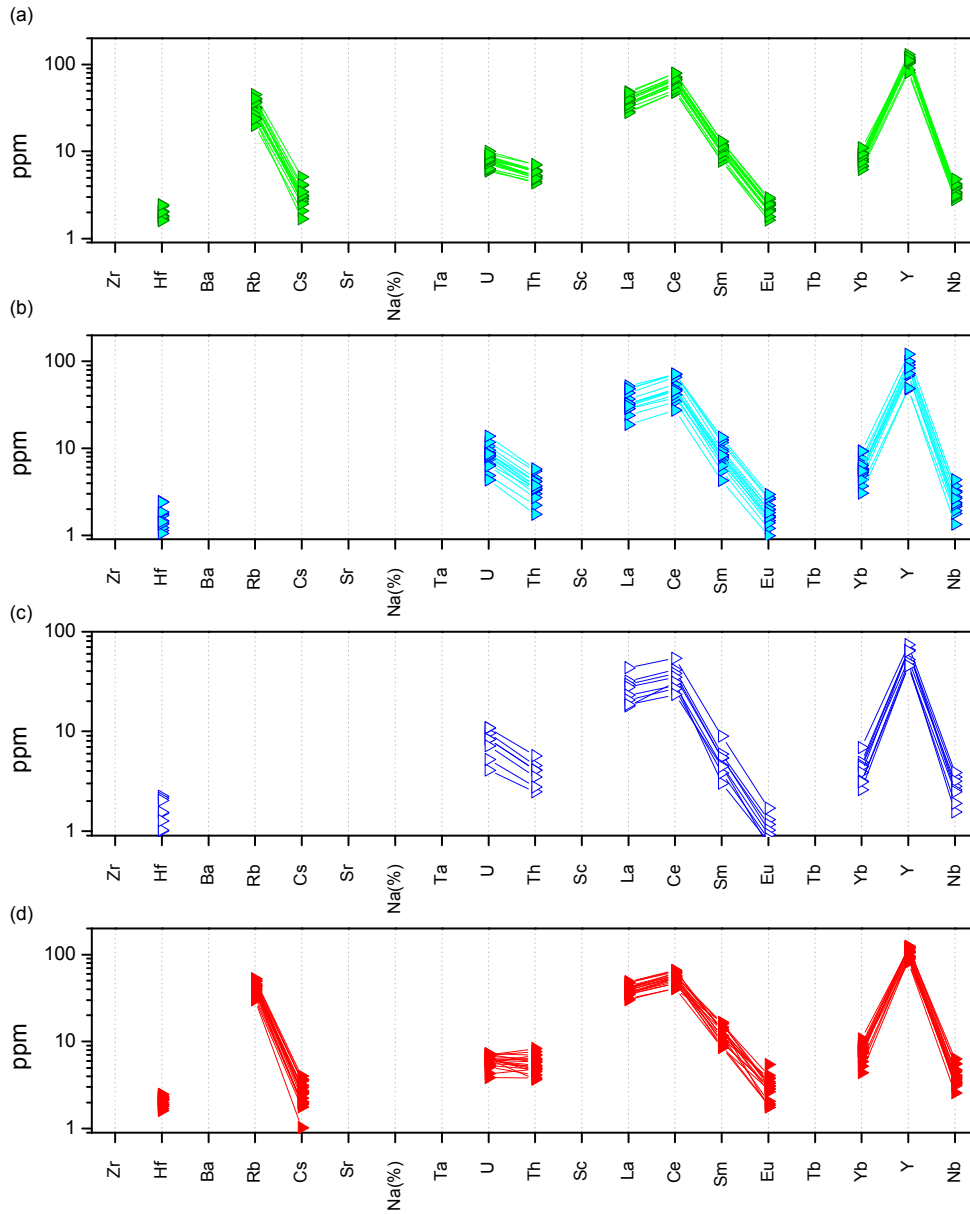 (a)
100
10
1
ppm
Zr Hf Ba Rb Cs Sr Na(%) Ta U Th Sc La Ce Sm Eu Tb Yb Y Nb
(b)
100
10
1
ppm
Zr Hf Ba Rb Cs Sr Na(%) Ta U Th Sc La Ce Sm Eu Tb Yb Y Nb
(c)
100
10
1
ppm
Zr Hf Ba Rb Cs Sr Na(%) Ta U Th Sc La Ce Sm Eu Tb Yb Y Nb
(d)
100
10
1
ppm
Zr Hf Ba Rb Cs Sr Na(%) Ta U Th Sc La Ce Sm Eu Tb Yb Y Nb